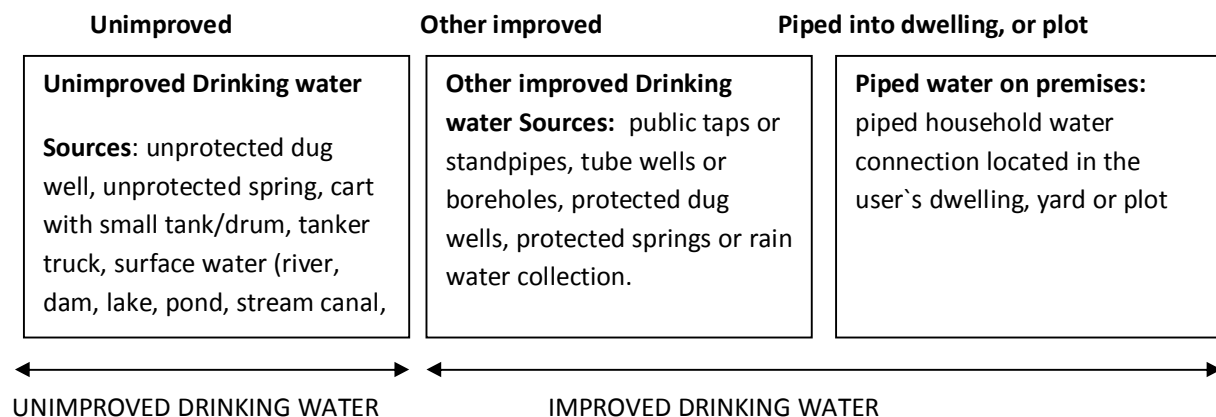 Unimproved
Other improved
Piped into dwelling, or plot
Unimproved Drinking water
Sources: unprotected dug
well, unprotected spring, cart
with small tank/drum, tanker
truck, surface water (river,
dam, lake, pond, stream canal,
Other improved Drinking
water Sources: public taps or
standpipes, tube wells or
boreholes, protected dug
wells, protected springs or rain
water collection.
Piped water on premises:
piped household water
connection located in the
user`s dwelling, yard or plot
UNIMPROVED DRINKING WATER
IMPROVED DRINKING WATER